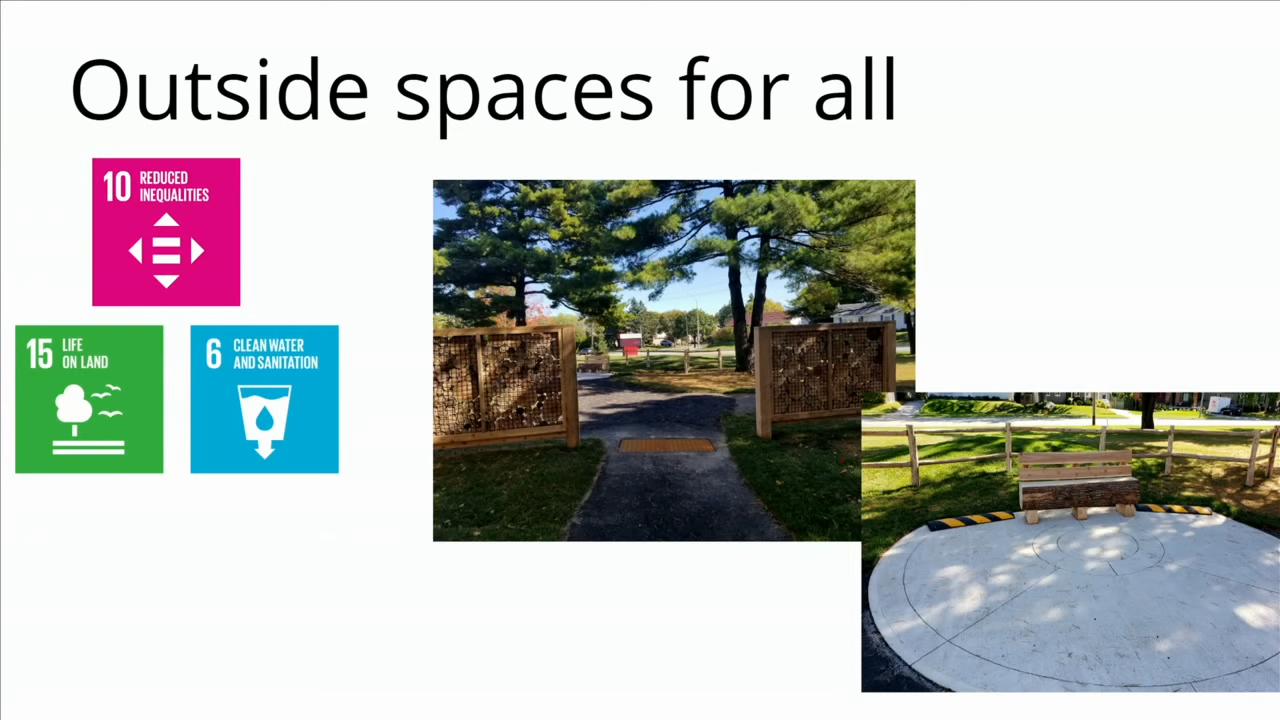 Outside spaces for all
10 REDUCED
INEQUALITIES
15 LIFE
ON LAND
6 CLEAN WATER
AND SANITATION